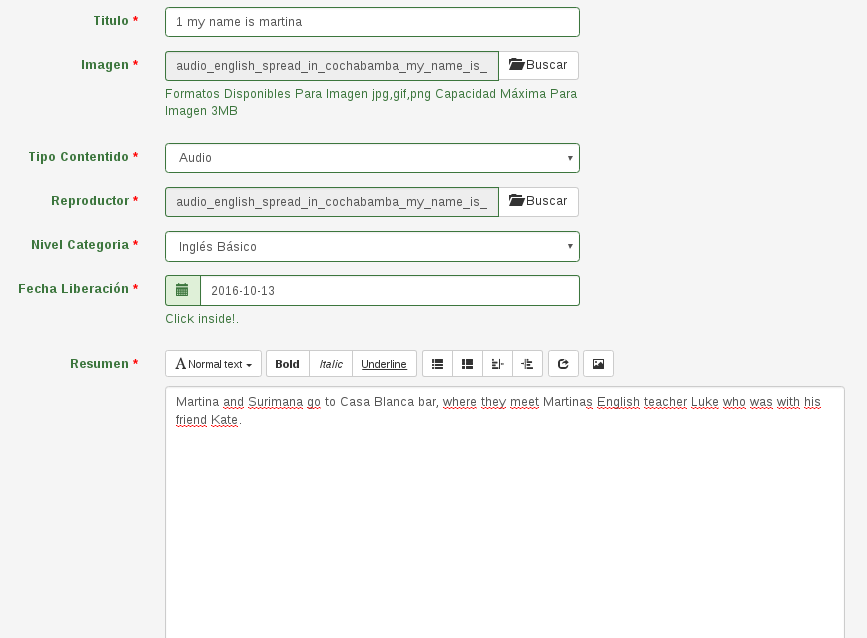 Titulo * 1 my name is martina
Imagen * audio_english_spread_in_cochabamba_my_name_is_ Buscar
Formatos Disponibles Para Imagen jpg,gif,png Capacidad Máxima Para
Imagen 3MB
Tipo Contentido * Audio
Reproductor * audio_english_spread_in_cochabamba_my_name_is_ Buscar
Nivel Categoria * Inglés Básico
Fecha Liberación * 2016-10-13
Click inside!.
Resumen * A Normal text Bold Italic Underline
Martina and Surimana go to Casa Blanca bar, where they meet Martinas English teacher Luke who was with his
friend Kate.